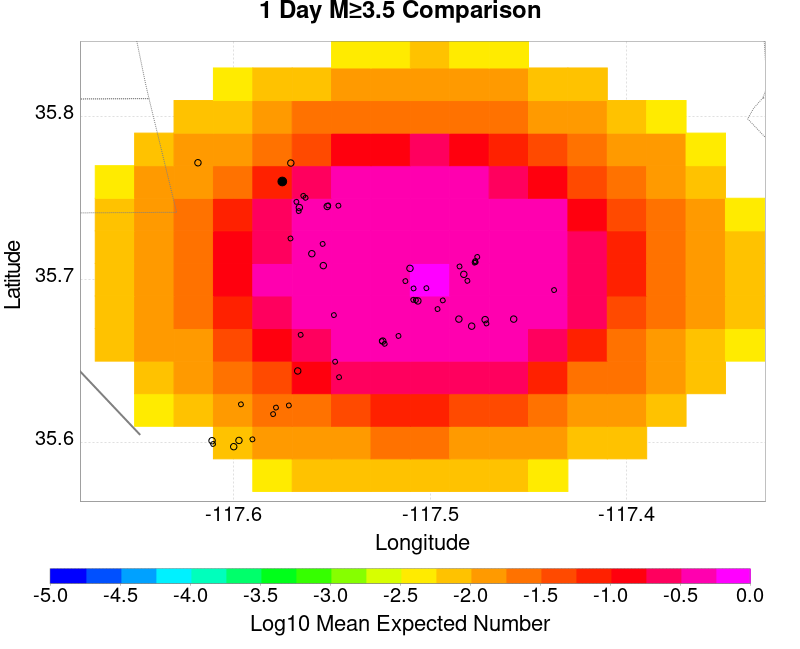 1 Day M≥3.5 Comparison
35.8
35.7
35.6
Latitude
-117.6 -117.5 -117.4
Longitude
-5.0 -4.5 -4.0 -3.5 -3.0 -2.5 -2.0 -1.5 -1.0 -0.5 0.0
Log10 Mean Expected Number